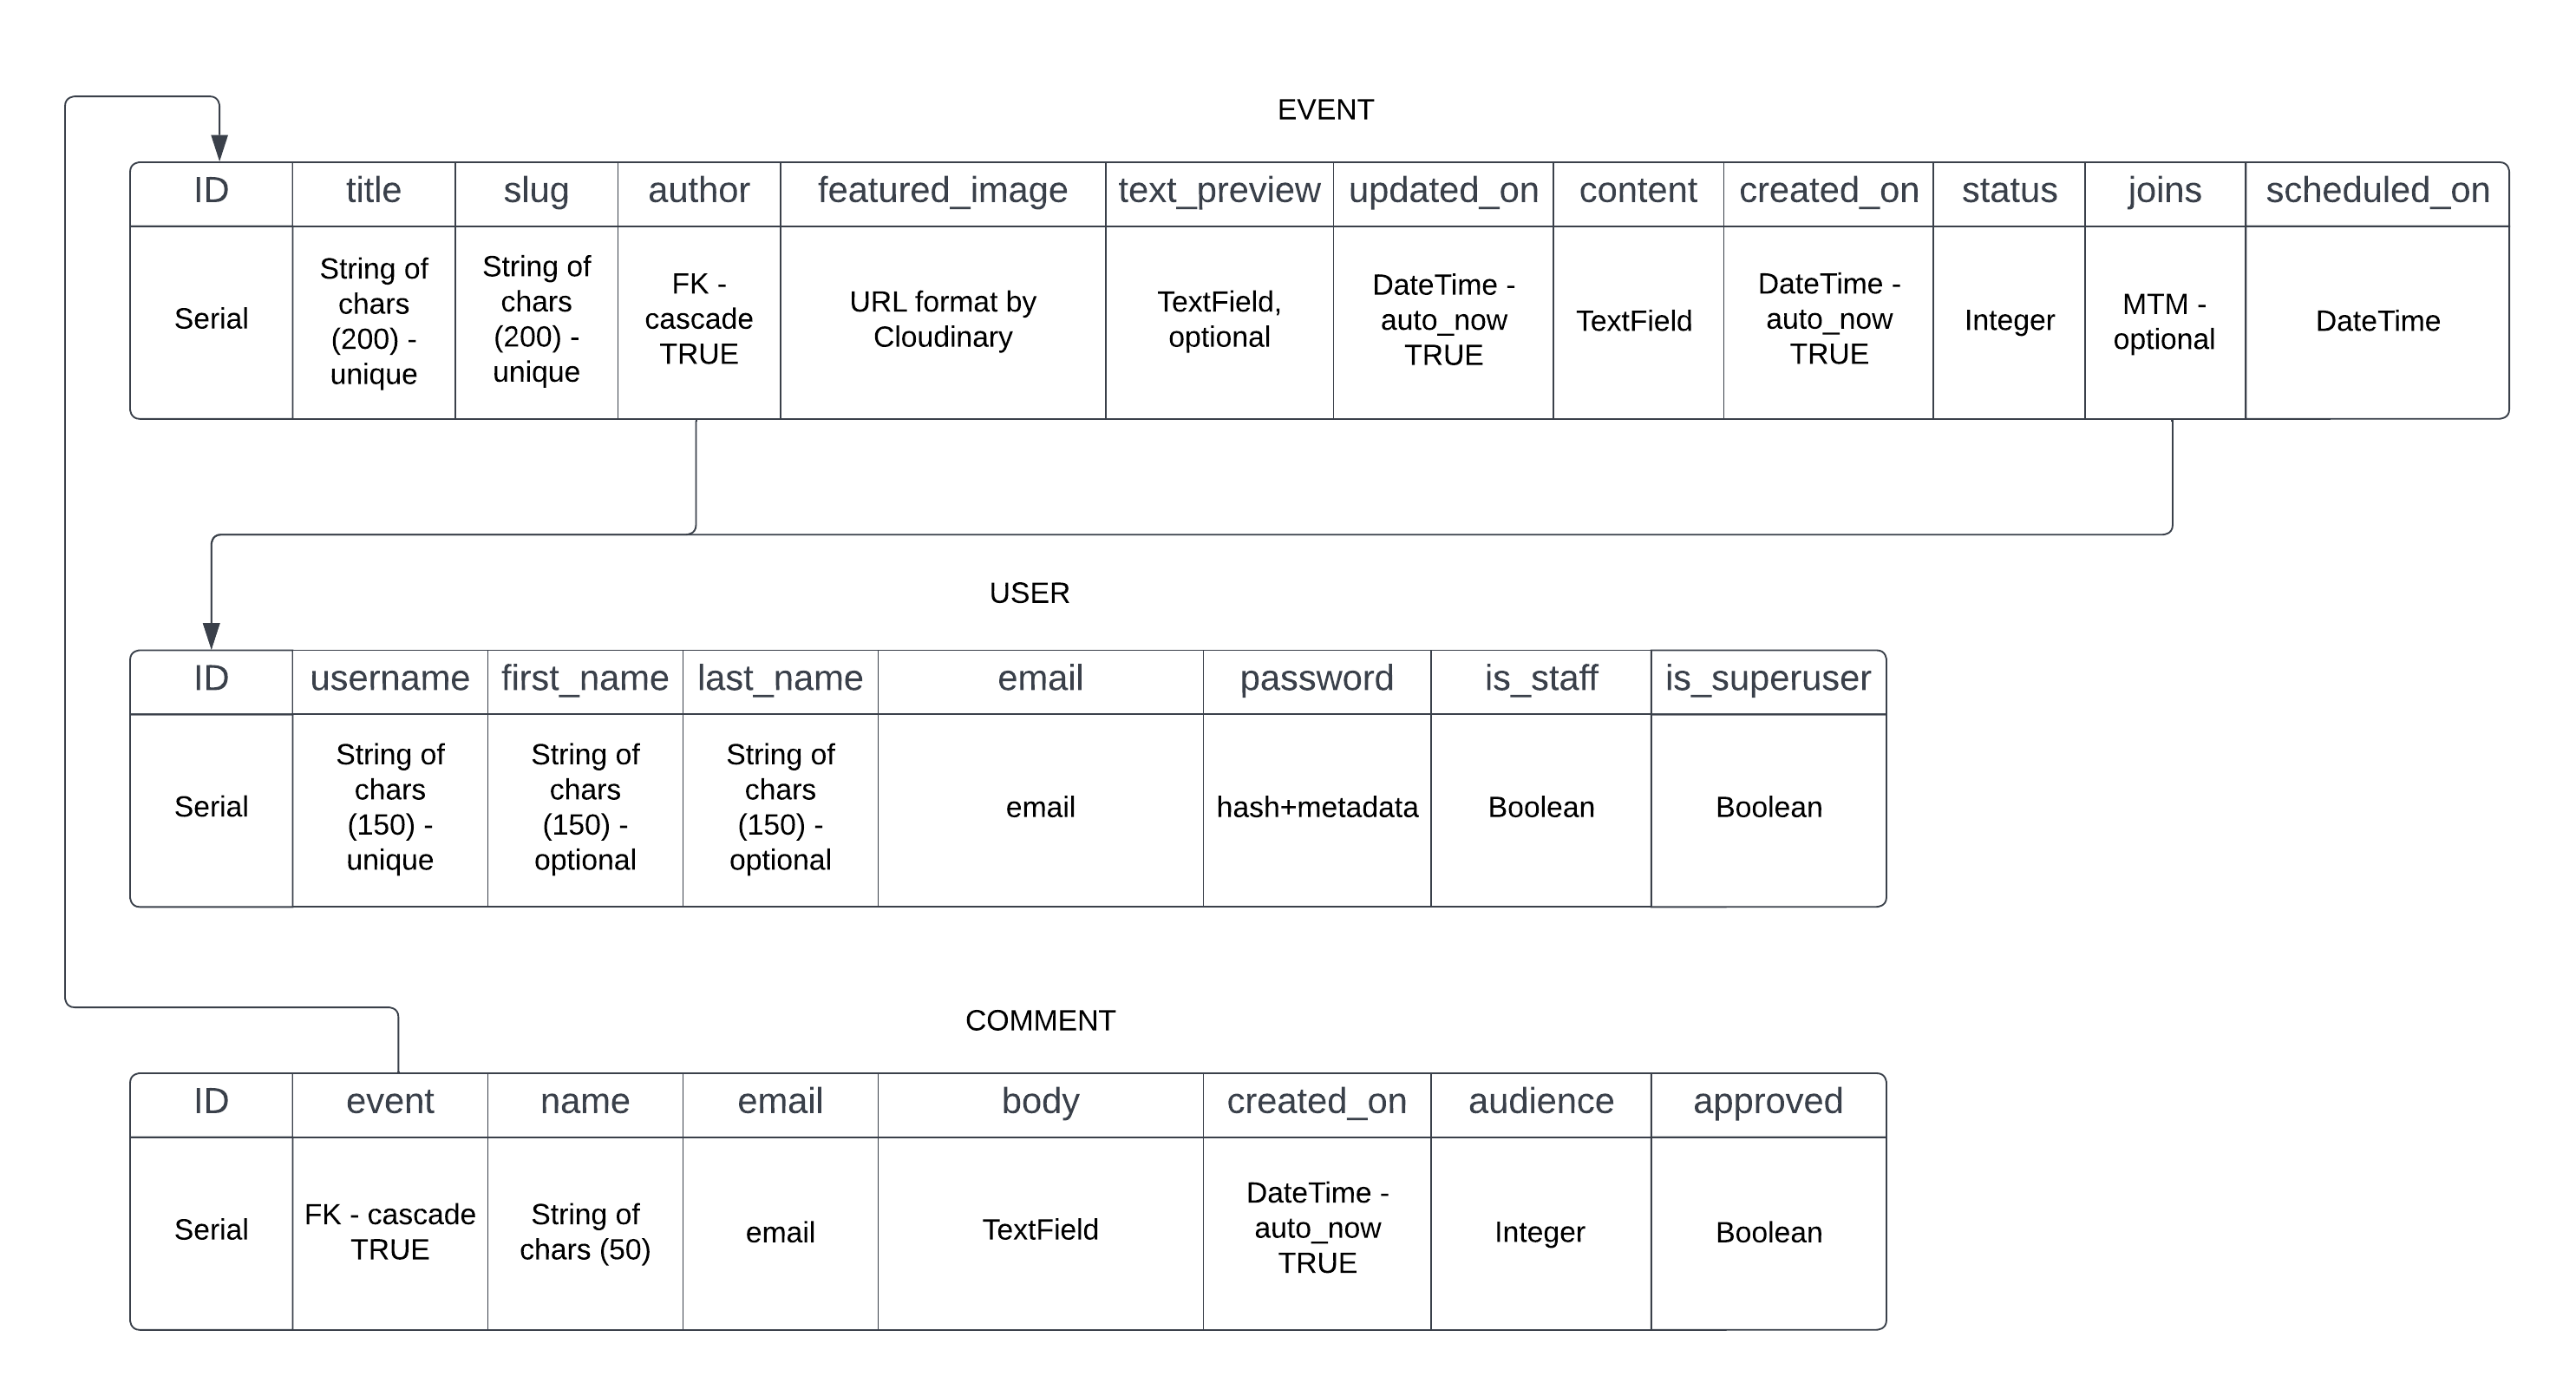 EVENT
ID title slug author featured_image text_preview updated_on content created_on status joins scheduled_on
Serial
String of
chars
(200) -
unique
String of
chars
(200) -
unique
FK -
cascade
TRUE
URL format by
Cloudinary
TextField,
optional
DateTime -
auto_now
TRUE
TextField
DateTime -
auto_now
TRUE
Integer
MTM -
optional
DateTime
USER
ID username first_name last_name email password is_staff is_superuser
Serial
String of
chars
(150) -
unique
String of
chars
(150) -
optional
String of
chars
(150) -
optional
email
hash+metadata
Boolean
Boolean
COMMENT
ID event name email body created_on audience approved
Serial
FK - cascade
TRUE
String of
chars (50)
email
TextField
DateTime -
auto_now
TRUE
Integer
Boolean